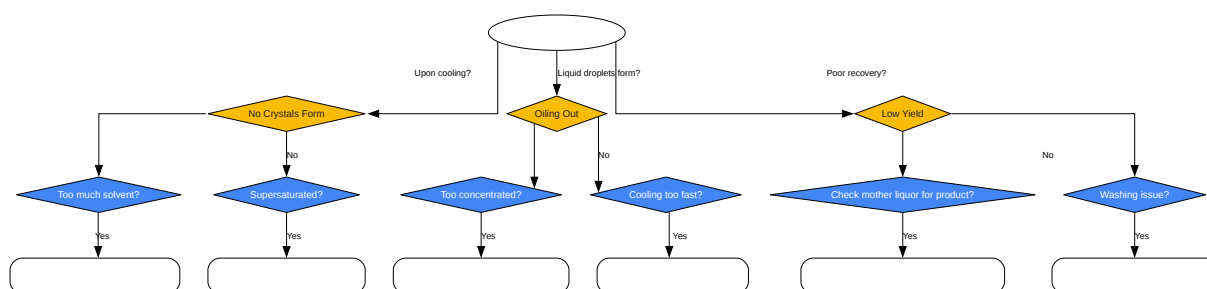 Upon cooling?
Liquid droplets form?
Poor recovery?
No Crystals Form
Oiling Out
Low Yield
No
No
No
Too much solvent?
Supersaturated?
Too concentrated?
Cooling too fast?
Check mother liquor for product?
Washing issue?
Yes
Yes
Yes
Yes
Yes
Yes